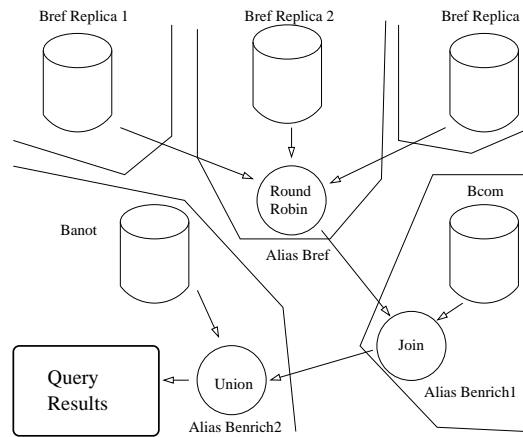 Bref Replica 1
Bref Replica 2
Bref Replica
Round
Robin
Bcom
Banot
Alias Bref
Join
Query
Results
Union
Alias Benrich1
Alias Benrich2